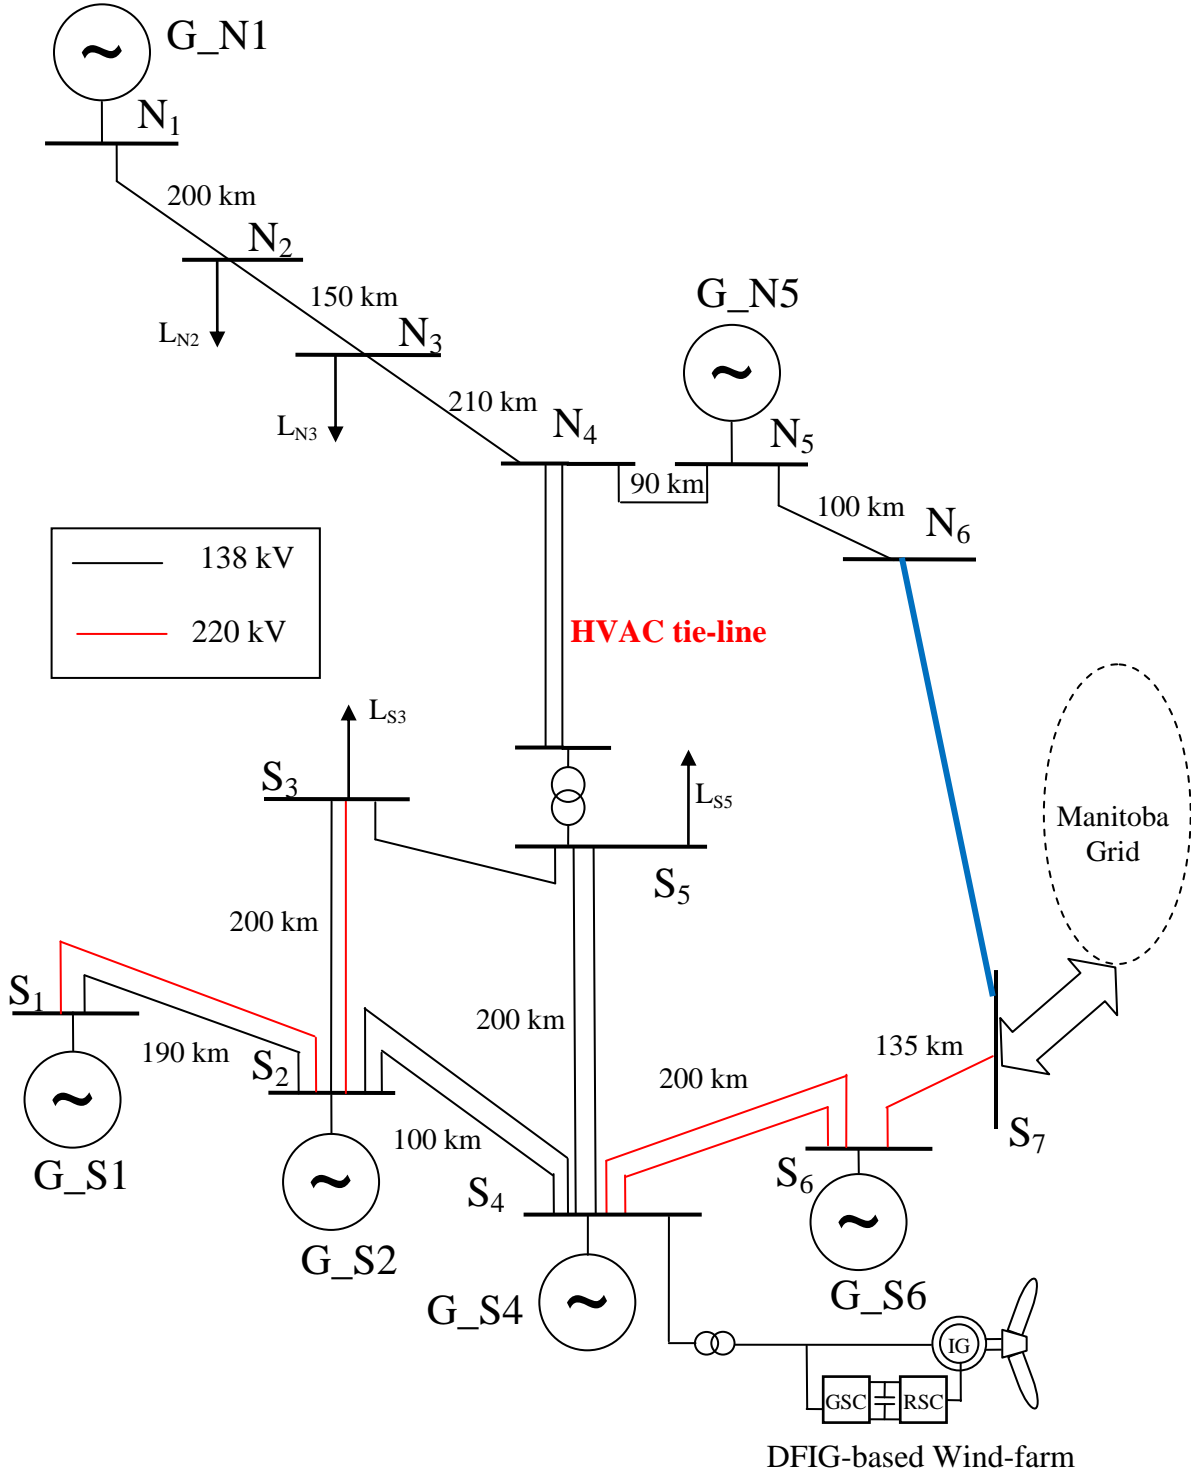 G_N1
N1
200 km
N2
150 km
LN2
N3
G_N5
210 km
LN3
N4
N5
90 km
100 km
N6
138 kV
220 kV
HVAC tie-line
LS3
S3
LS5
Manitoba
Grid
S5
200 km
S1
200 km
190 km
S2
135 km
200 km
100 km
S7
G_S1
S4
S6
G_S2
G_S4
G_S6
IG
GSC
RSC
DFIG-based Wind-farm